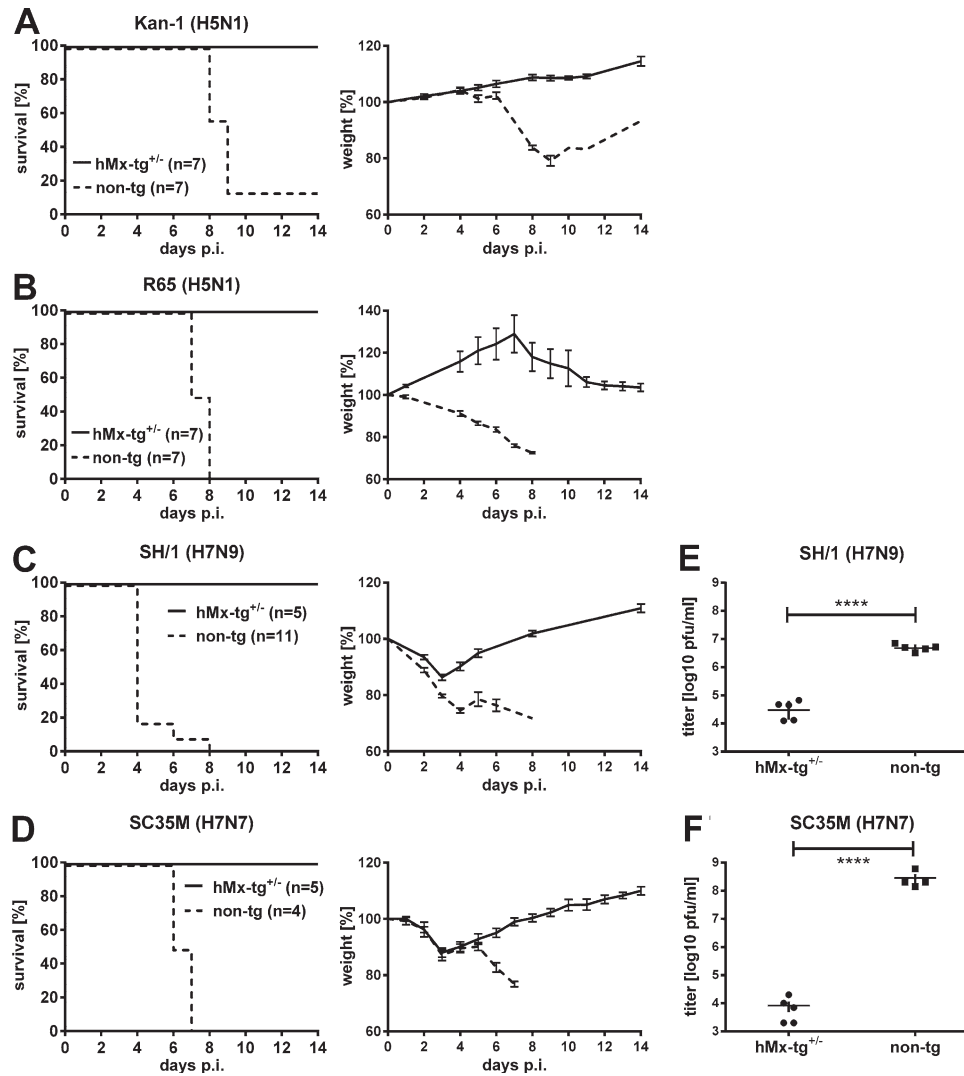 A
Kan-1 (H5N1)
survival [%]
100
80
60
40
20
0
hMx-tg+/- (n=7)
non-tg (n=7)
0 2 4 6 8 10 12 14
days p.i.
weight [%]
120
100
80
60
0 2 4 6 8 10 12 14
days p.i.
B
R65 (H5N1)
survival [%]
100
80
60
40
20
0
hMx-tg+/- (n=7)
non-tg (n=7)
0 2 4 6 8 10 12 14
days p.i.
weight [%]
140
120
100
80
60
0 2 4 6 8 10 12 14
days p.i.
C
SH/1 (H7N9)
survival [%]
100
80
60
40
20
0
hMx-tg+/- (n=5)
non-tg (n=11)
0 2 4 6 8 10 12 14
days p.i.
weight [%]
120
100
80
60
0 2 4 6 8 10 12 14
days p.i.
E
SH/1 (H7N9)
titer [log10 pfu/ml]
9
8
7
6
5
4
3
****
hMx-tg+/- non-tg
D
SC35M (H7N7)
survival [%]
100
80
60
40
20
0
hMx-tg+/- (n=5)
non-tg (n=4)
0 2 4 6 8 10 12 14
days p.i.
weight [%]
120
100
80
60
0 2 4 6 8 10 12 14
days p.i.
F
SC35M (H7N7)
titer [log10 pfu/ml]
9
8
7
6
5
4
3
****
hMx-tg+/- non-tg